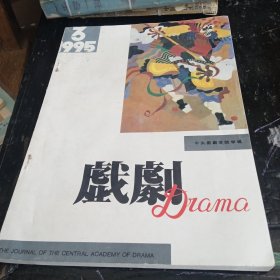 3
1995
中央戲劇學院學報
戲劇
Drama
THE JOURNAL OF THE CENTRAL ACADEMY OF DRAMA